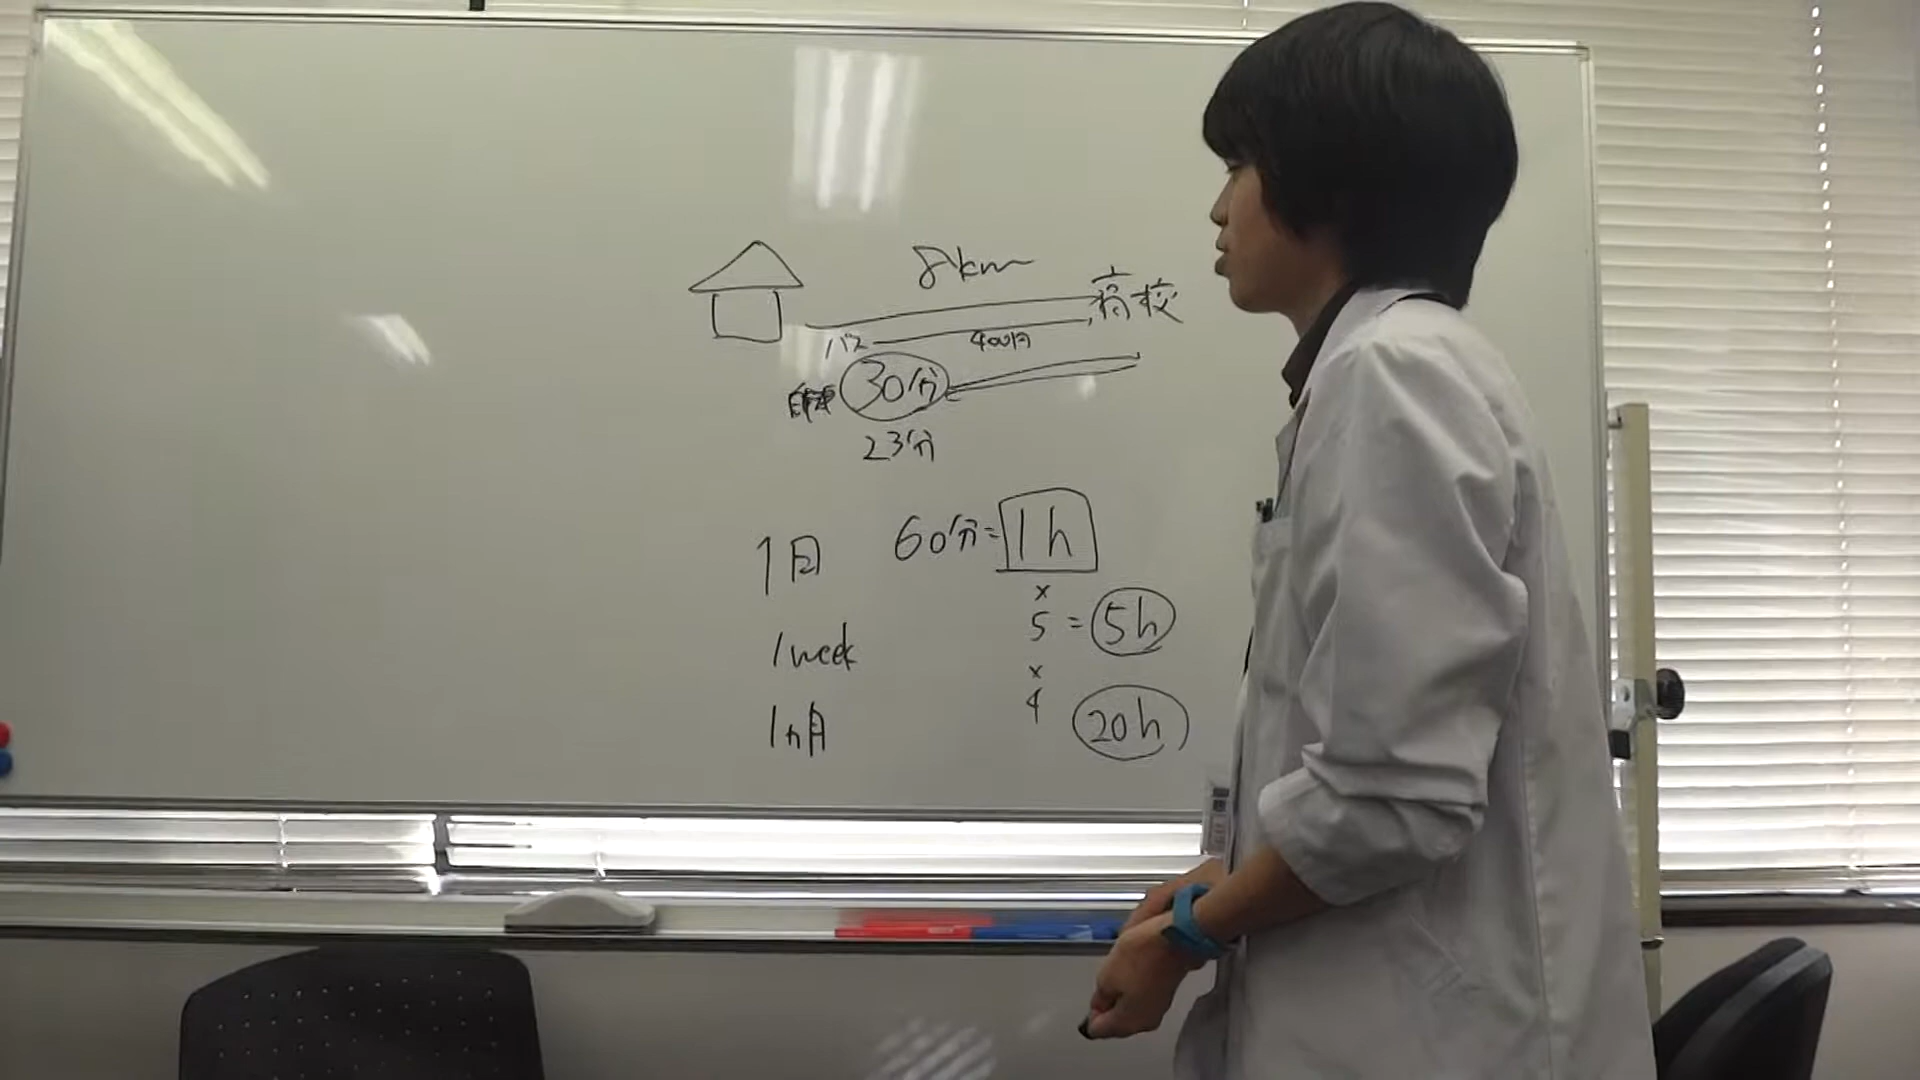 8km
高校
バス 400円
30分
23分
1日 60分=1h
×
5 = 5h
1week
×
4 20h
1ヵ月